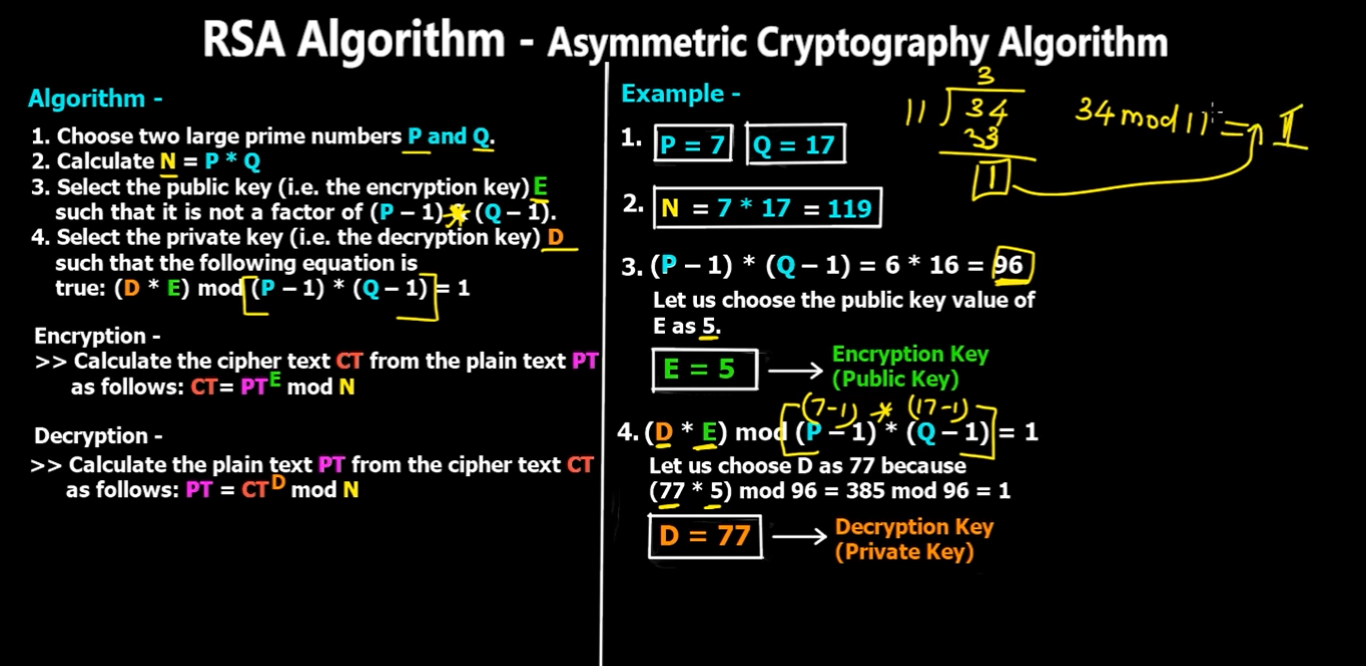 RSA Algorithm - Asymmetric Cryptography Algorithm
Algorithm -
1. Choose two large prime numbers P and Q.
2. Calculate N = P * Q
3. Select the public key (i.e. the encryption key) E
such that it is not a factor of (P – 1) * (Q – 1).
4. Select the private key (i.e. the decryption key) D
such that the following equation is
true: (D * E) mod [(P – 1) * (Q – 1)] = 1
Encryption -
>> Calculate the cipher text CT from the plain text PT
as follows: CT= PT^E mod N
Decryption -
>> Calculate the plain text PT from the cipher text CT
as follows: PT = CT^D mod N
Example -
1. P = 7 Q = 17
2. N = 7 * 17 = 119
3. (P – 1) * (Q – 1) = 6 * 16 = 96
Let us choose the public key value of
E as 5.
E = 5
Encryption Key
(Public Key)
(7-1) * (17-1)
4. (D * E) mod [(P – 1) * (Q – 1)] = 1
Let us choose D as 77 because
(77 * 5) mod 96 = 385 mod 96 = 1
D = 77
Decryption Key
(Private Key)
3
11 ) 34
33
1
34 mod 11 = 1